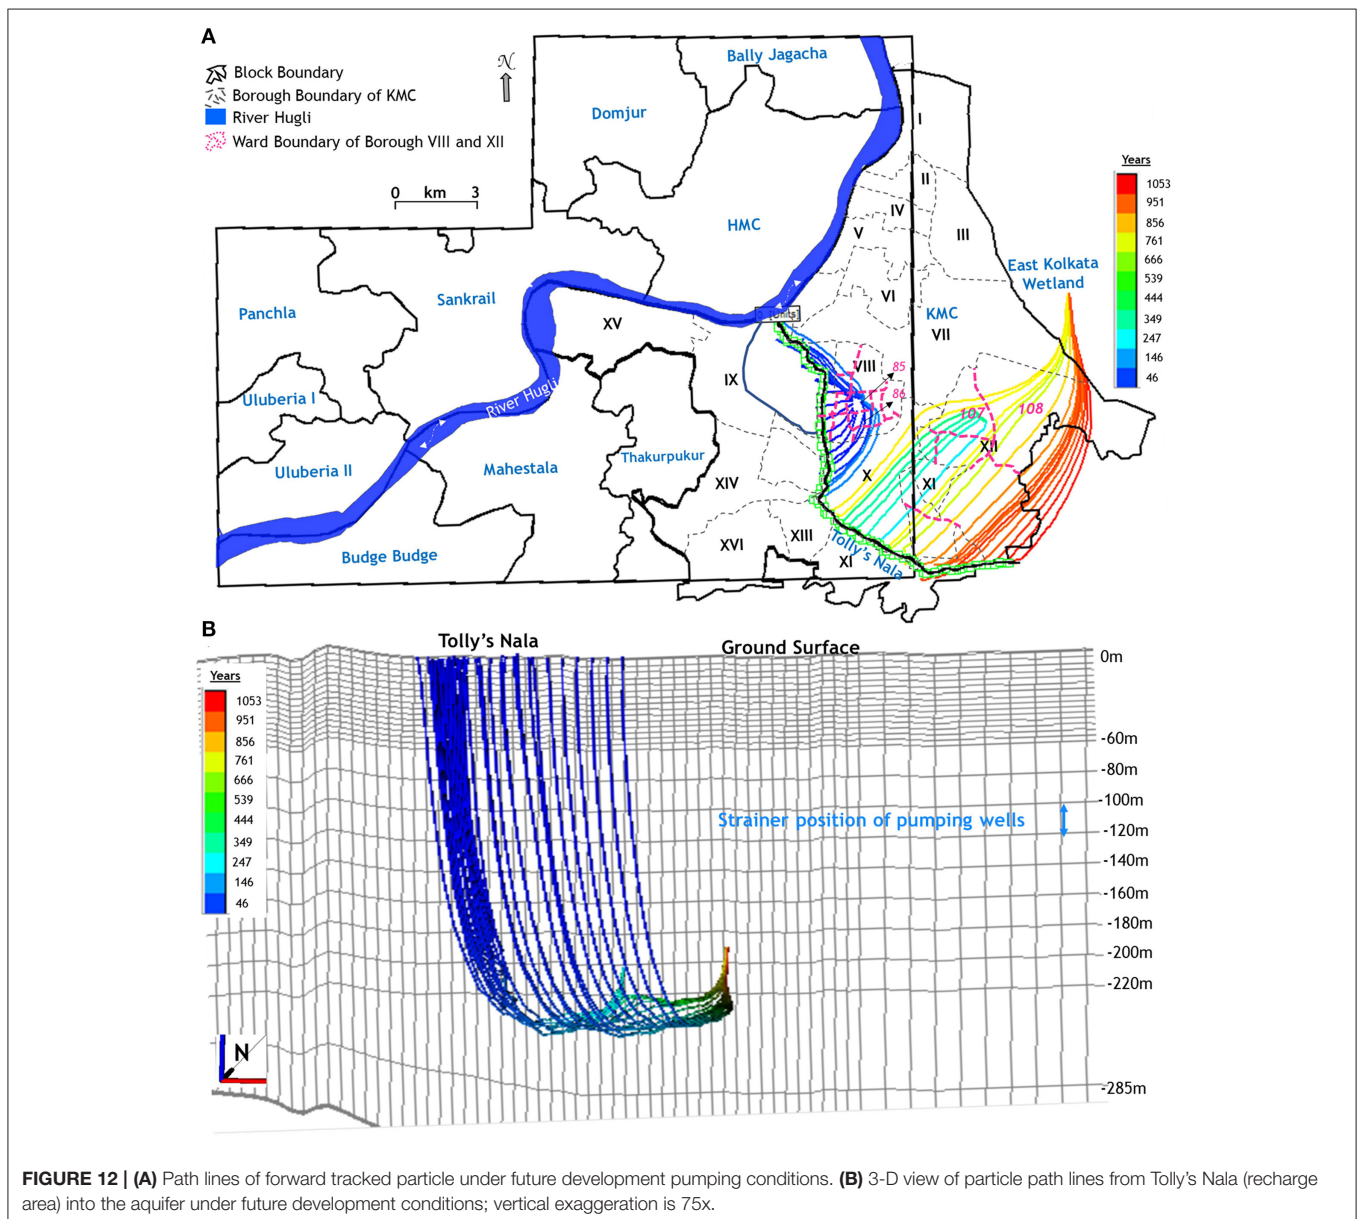 A
N
Block Boundary
Borough Boundary of KMC
River Hugli
Ward Boundary of Borough VIII and XII
0 km 3
Bally Jagacha
Domjur
HMC
I
II
III
IV
V
VI
KMC
VII
East Kolkata
Wetland
Years
1053
951
856
761
666
539
444
349
247
146
46
Panchla
Sankrail
XV
Uluberia I
Uluberia II
River Hugli
Mahestala
Thakurpukur
Budge Budge
IX
VIII
85
86
107
108
X
XI
XII
XIV
XVI
XIII
XI
Tolly's Nala
B
Tolly's Nala
Ground Surface
Years
1053
951
856
761
666
539
444
349
247
146
46
0m
-60m
-80m
-100m
Strainer position of pumping wells
-120m
-140m
-160m
-180m
-200m
-220m
-285m
N
FIGURE 12 | (A) Path lines of forward tracked particle under future development pumping conditions. (B) 3-D view of particle path lines from Tolly's Nala (recharge
area) into the aquifer under future development conditions; vertical exaggeration is 75x.